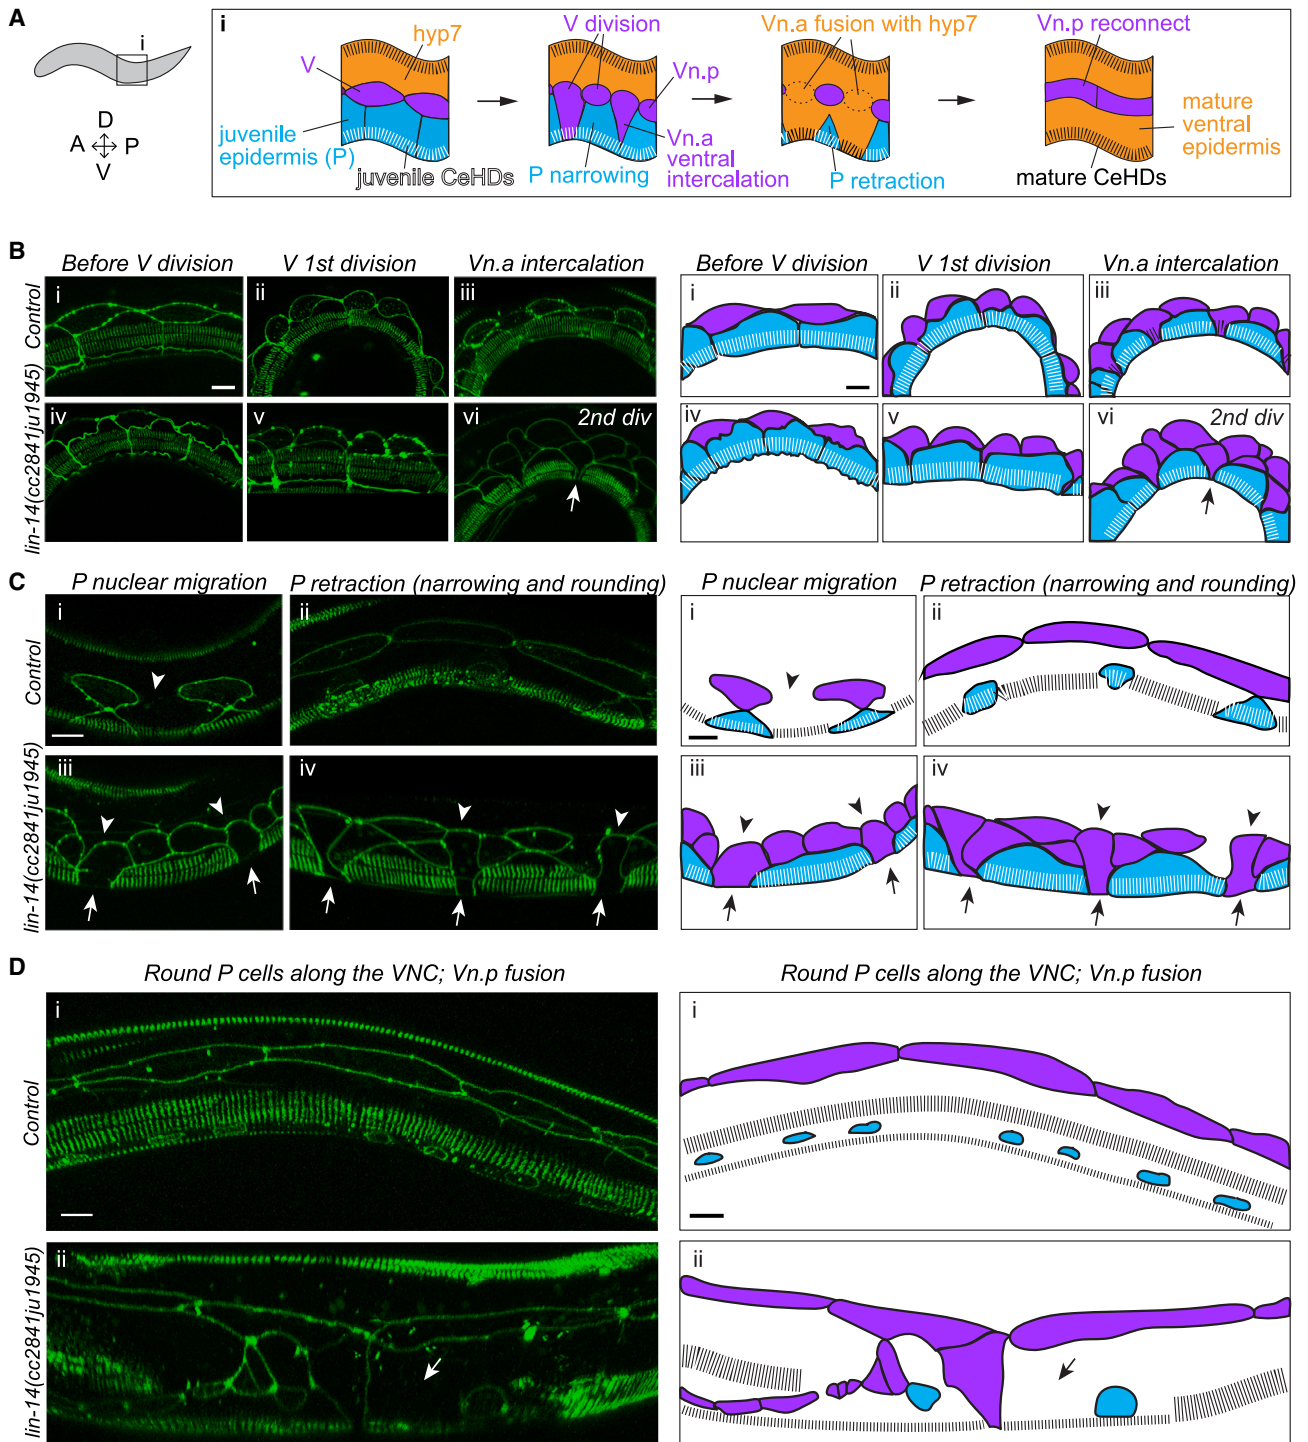 A
i
D
A P
V
i
hyp7
V
juvenile
epidermis (P)
juvenile CeHDs
V division
Vn.p
Vn.a
ventral
intercalation
P narrowing
Vn.a fusion with hyp7
P retraction
Vn.p reconnect
mature
ventral
epidermis
mature CeHDs
B
Before V division
V 1st division
Vn.a intercalation
Before V division
V 1st division
Vn.a intercalation
Control
i
ii
iii
i
ii
iii
lin-14(cc2841ju1945)
iv
v
vi
2nd div
iv
v
vi
2nd div
C
P nuclear migration
P retraction (narrowing and rounding)
P nuclear migration
P retraction (narrowing and rounding)
Control
i
ii
i
ii
lin-14(cc2841ju1945)
iii
iv
iii
iv
D
Round P cells along the VNC; Vn.p fusion
Round P cells along the VNC; Vn.p fusion
Control
i
i
lin-14(cc2841ju1945)
ii
ii